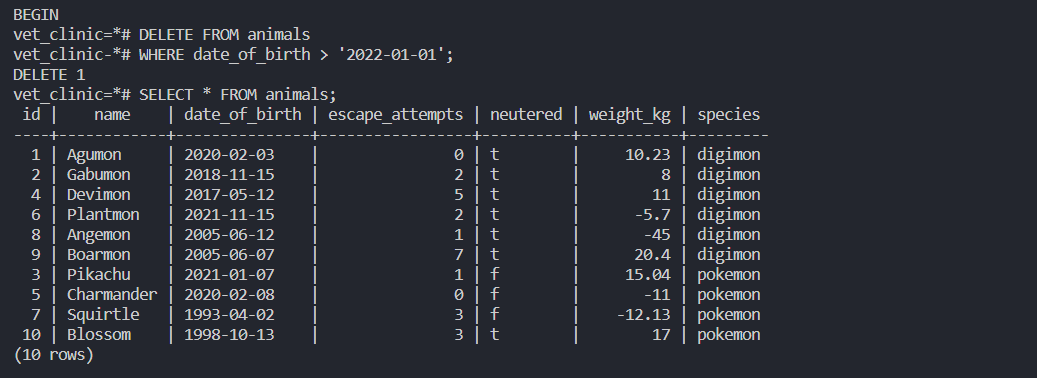 BEGIN
vet_clinic=*# DELETE FROM animals
vet_clinic-*# WHERE date_of_birth > '2022-01-01';
DELETE 1
vet_clinic=*# SELECT * FROM animals;
 id |    name    | date_of_birth | escape_attempts | neutered | weight_kg | species
----+------------+---------------+-----------------+----------+-----------+---------
  1 | Agumon     | 2020-02-03    |               0 | t        |     10.23 | digimon
  2 | Gabumon    | 2018-11-15    |               2 | t        |         8 | digimon
  4 | Devimon    | 2017-05-12    |               5 | t        |        11 | digimon
  6 | Plantmon   | 2021-11-15    |               2 | t        |      -5.7 | digimon
  8 | Angemon    | 2005-06-12    |               1 | t        |       -45 | digimon
  9 | Boarmon    | 2005-06-07    |               7 | t        |      20.4 | digimon
  3 | Pikachu    | 2021-01-07    |               1 | f        |     15.04 | pokemon
  5 | Charmander | 2020-02-08    |               0 | f        |       -11 | pokemon
  7 | Squirtle   | 1993-04-02    |               3 | f        |    -12.13 | pokemon
 10 | Blossom    | 1998-10-13    |               3 | t        |        17 | pokemon
(10 rows)